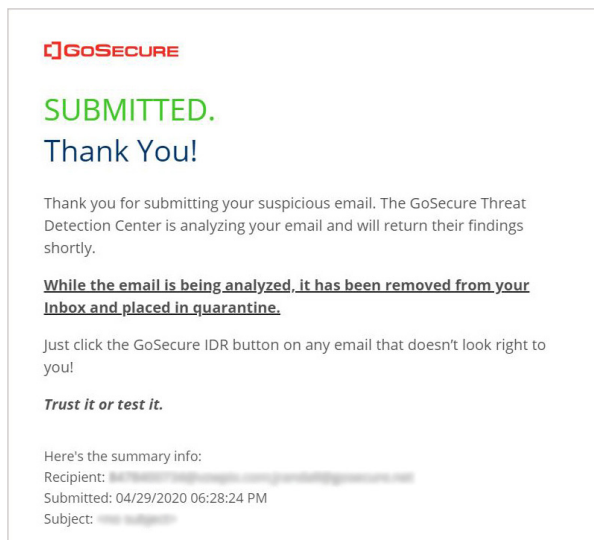 GoSecure
SUBMITTED.
Thank You!
Thank you for submitting your suspicious email. The GoSecure Threat
Detection Center is analyzing your email and will return their findings
shortly.
While the email is being analyzed, it has been removed from your
Inbox and placed in quarantine.
Just click the GoSecure IDR button on any email that doesn’t look right to
you!
Trust it or test it.
Here's the summary info:
Recipient:
Submitted: 04/29/2020 06:28:24 PM
Subject: